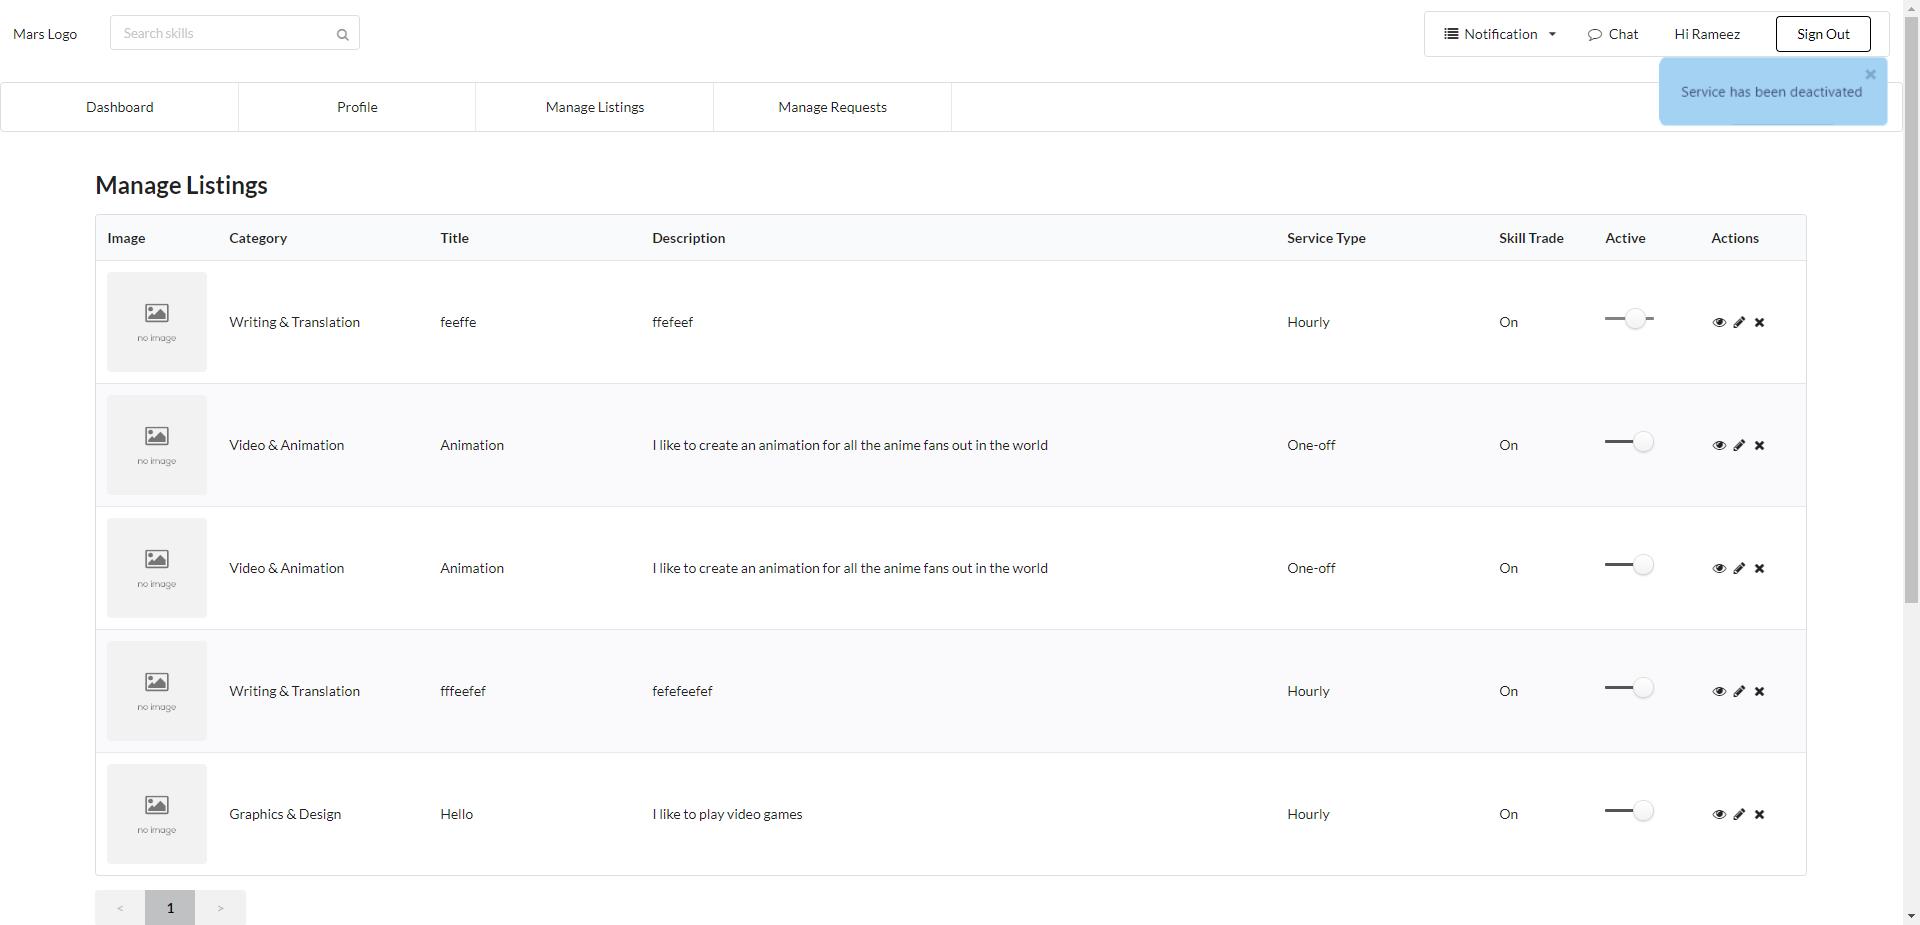 Mars Logo Search skills Notification Chat Hi Rameez Sign Out
Service has been deactivated
Dashboard Profile Manage Listings Manage Requests
Manage Listings
Image Category Title Description Service Type Skill Trade Active Actions
no image Writing & Translation feeffe ffefeef Hourly On
no image Video & Animation Animation I like to create an animation for all the anime fans out in the world One-off On
no image Video & Animation Animation I like to create an animation for all the anime fans out in the world One-off On
no image Writing & Translation fffeefef fefefeefef Hourly On
no image Graphics & Design Hello I like to play video games Hourly On
< 1 >